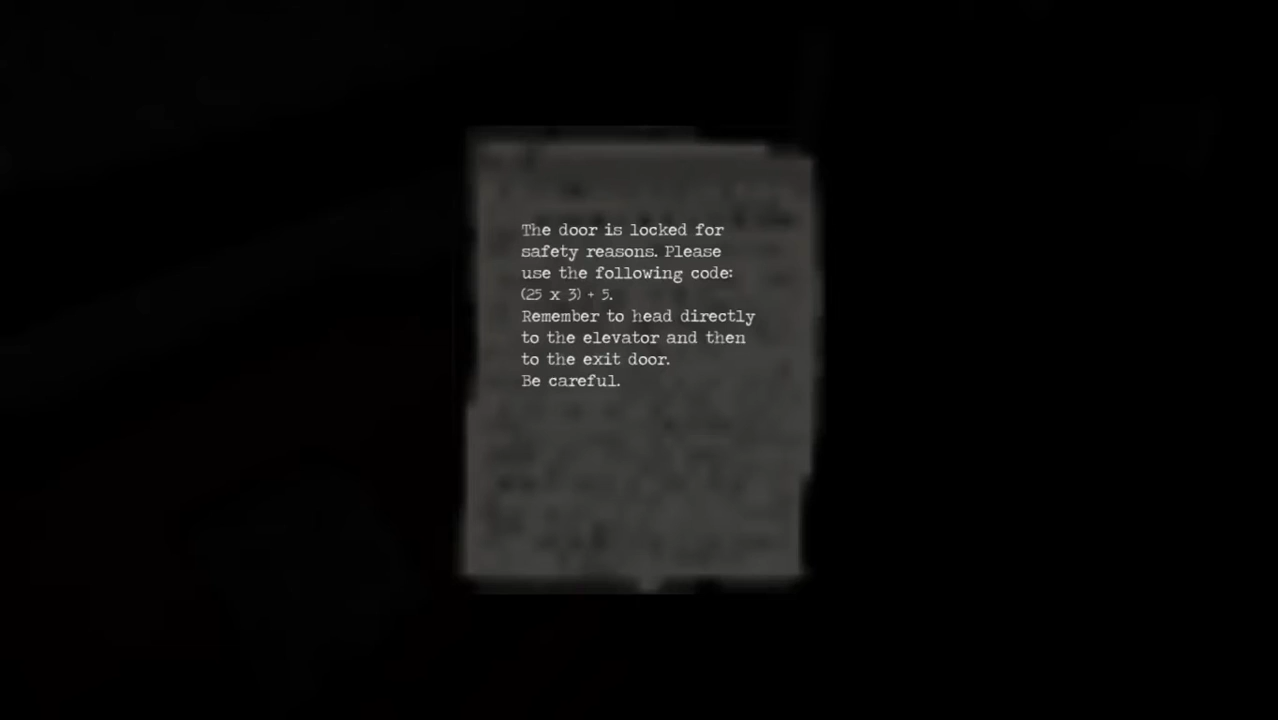 The door is locked for
safety reasons. Please
use the following code:
(25 x 3) + 5.
Remember to head directly
to the elevator and then
to the exit door.
Be careful.